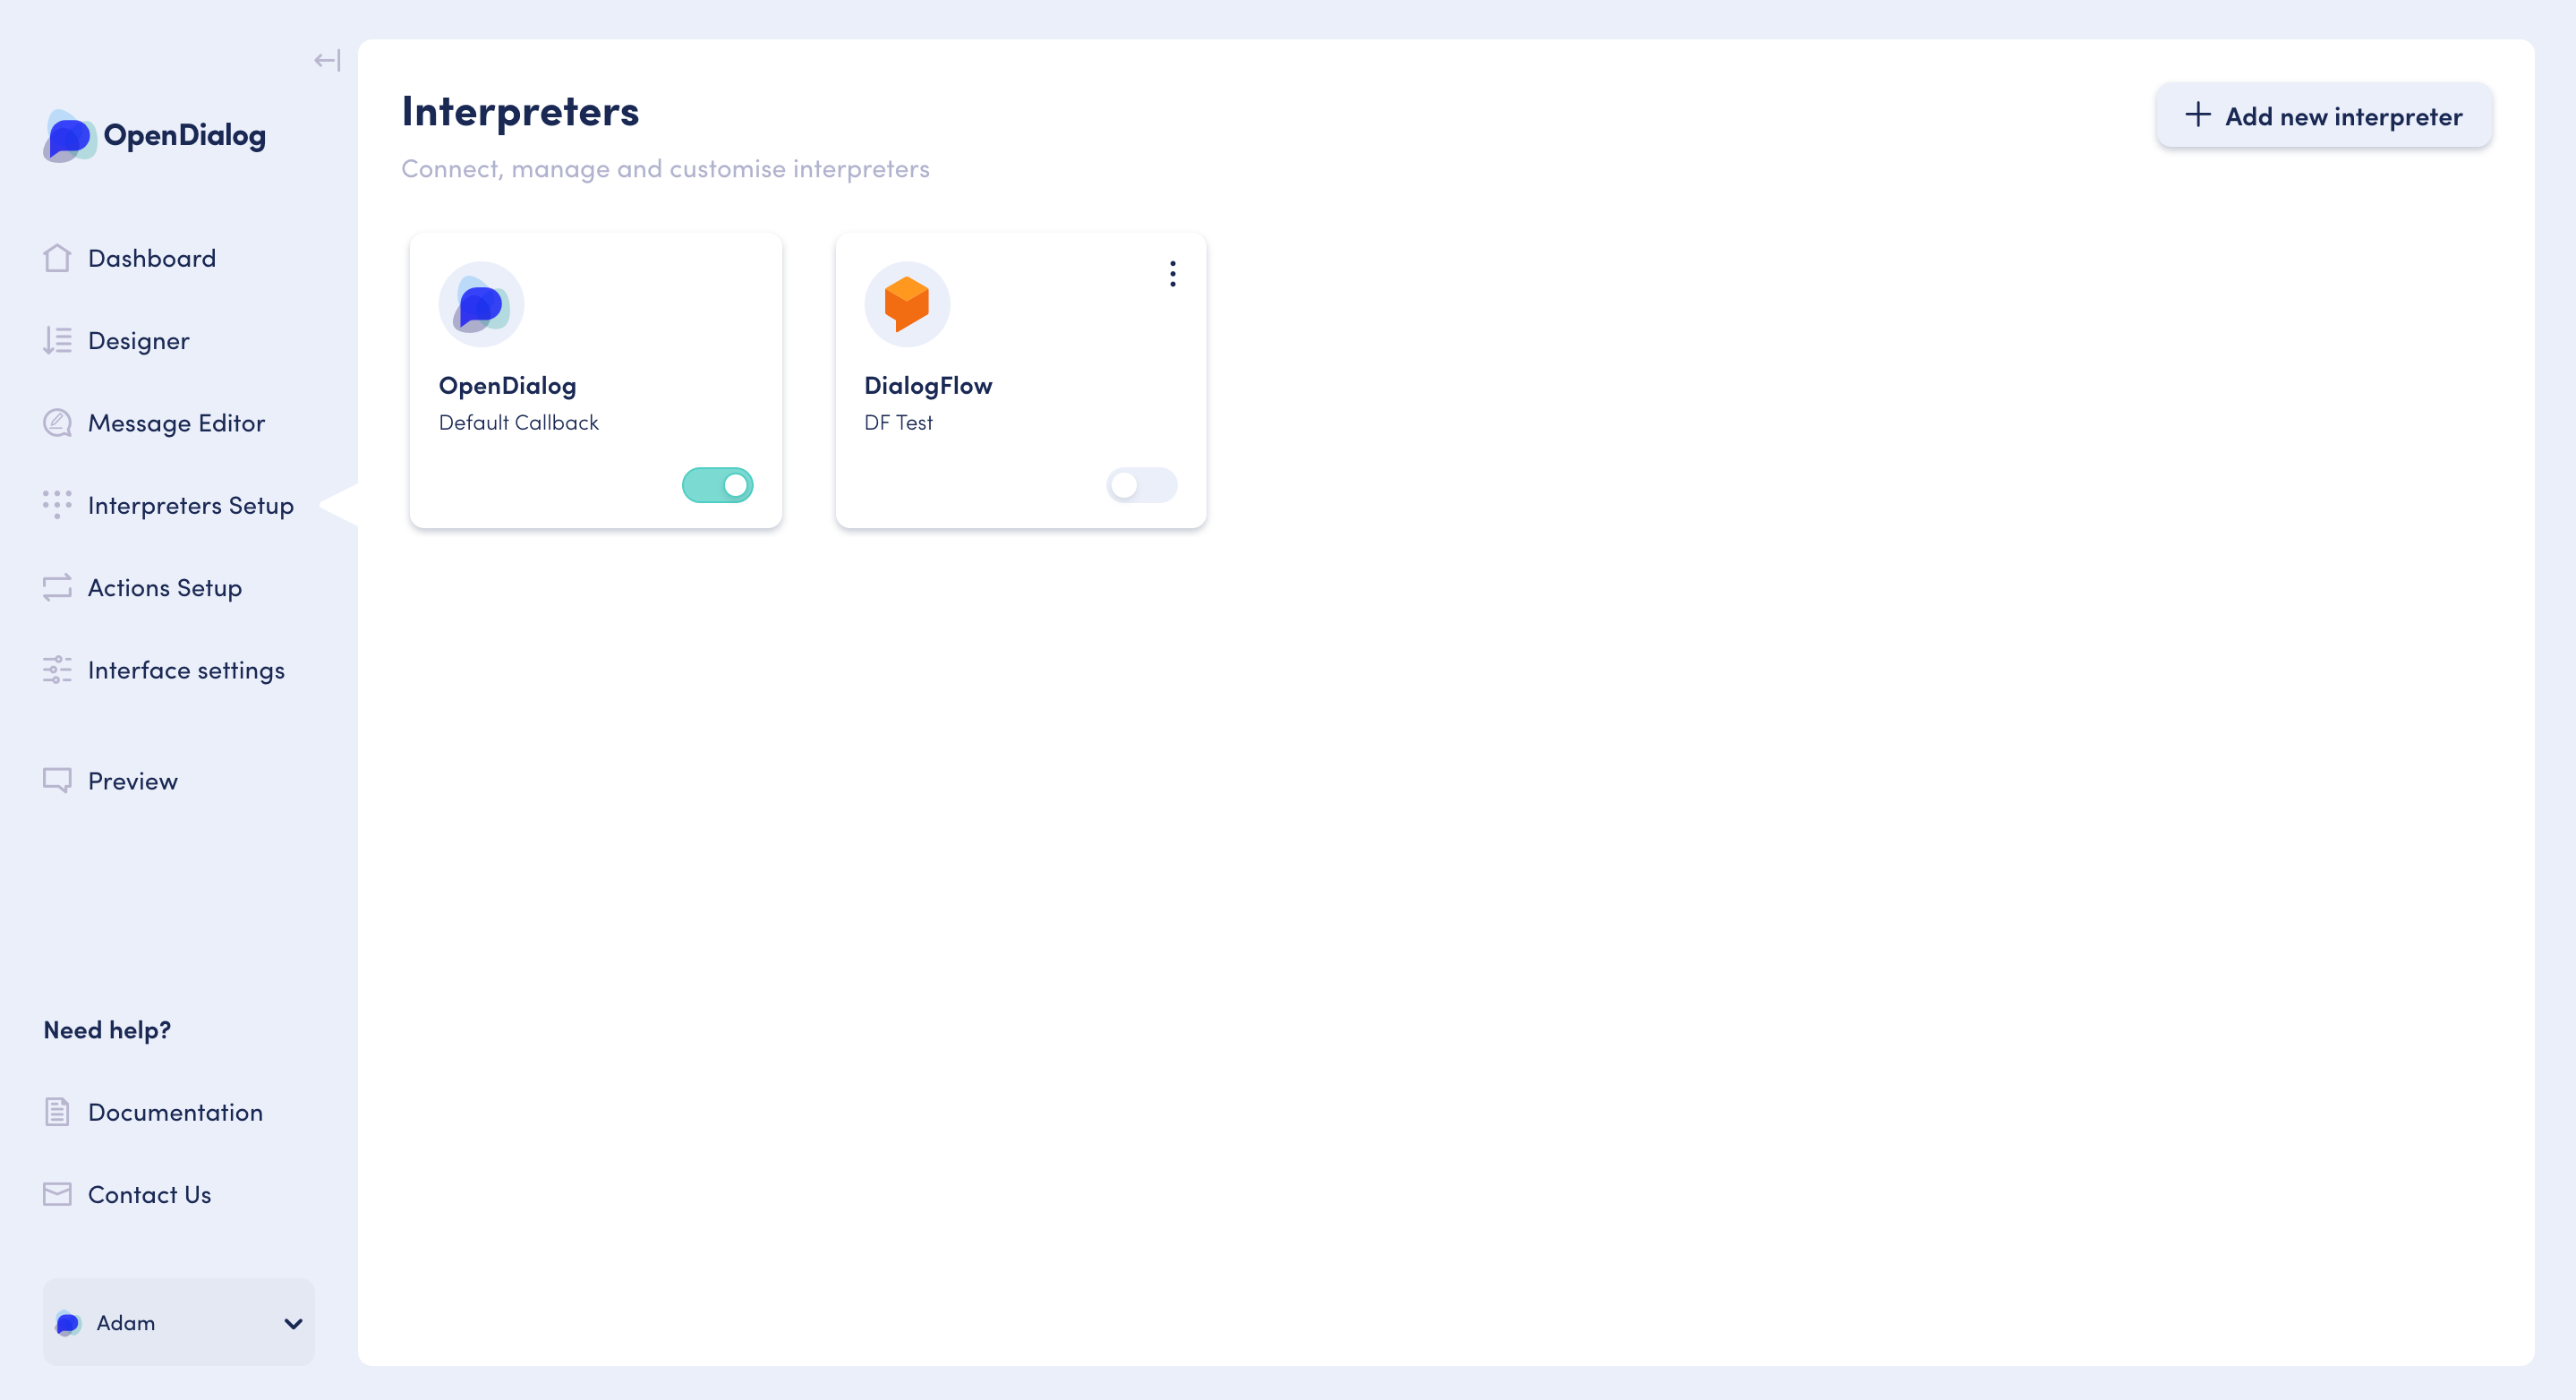 OpenDialog
Dashboard
Designer
Message Editor
Interpreters Setup
Actions Setup
Interface settings
Preview
Need help?
Documentation
Contact Us
Adam
Interpreters
Connect, manage and customise interpreters
Add new interpreter
OpenDialog
Default Callback
DialogFlow
DF Test